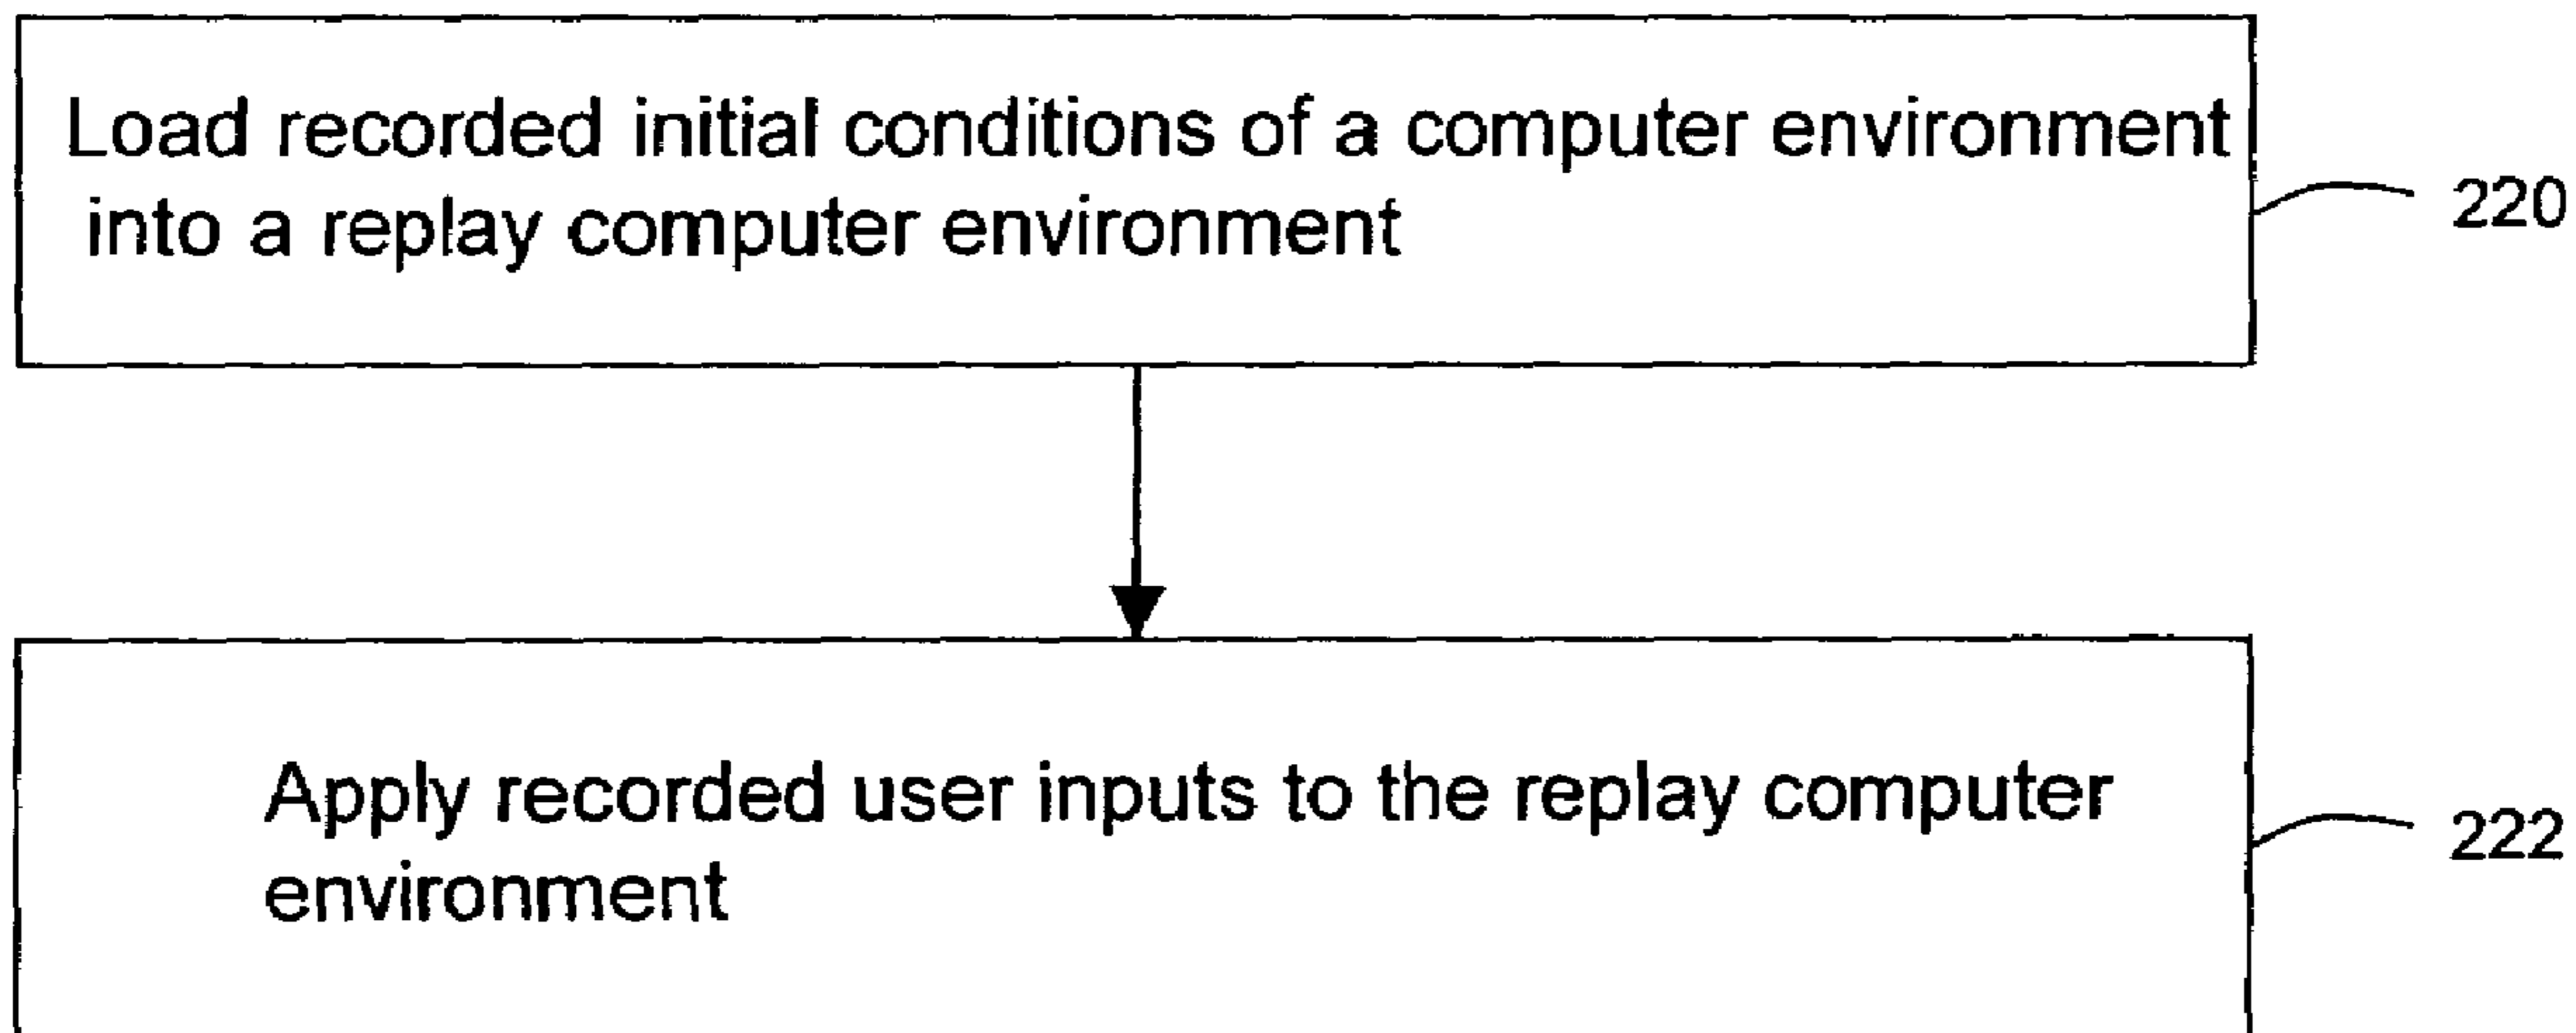 Load recorded initial conditions of a computer environment
into a replay computer environment
220
Apply recorded user inputs to the replay computer
environment
222